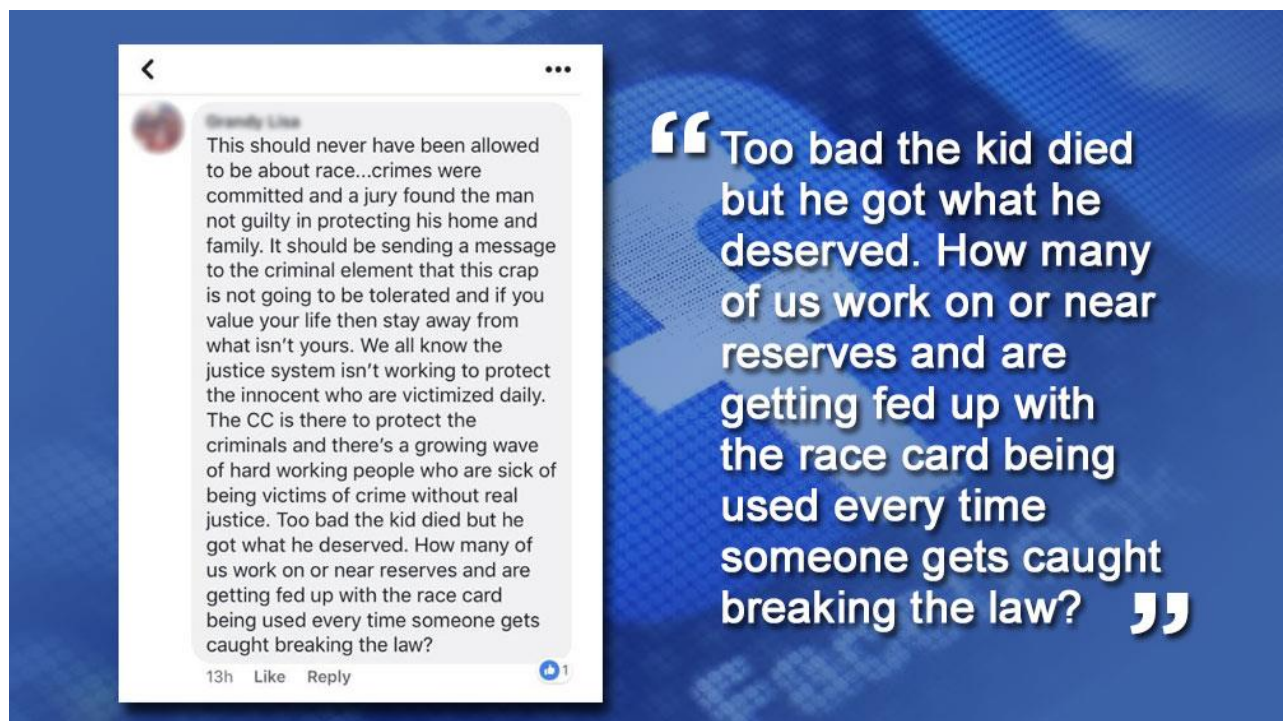 This should never have been allowed
to be about race...crimes were
committed and a jury found the man
not guilty in protecting his home and
family. It should be sending a message
to the criminal element that this crap
is not going to be tolerated and if you
value your life then stay away from
what isn't yours. We all know the
justice system isn't working to protect
the innocent who are victimized daily.
The CC is there to protect the
criminals and there's a growing wave
of hard working people who are sick of
being victims of crime without real
justice. Too bad the kid died but he
got what he deserved. How many of
us work on or near reserves and are
getting fed up with the race card
being used every time someone gets
caught breaking the law?
13h Like Reply 1
“Too bad the kid died
but he got what he
deserved. How many
of us work on or near
reserves and are
getting fed up with
the race card being
used every time
someone gets caught
breaking the law? ”